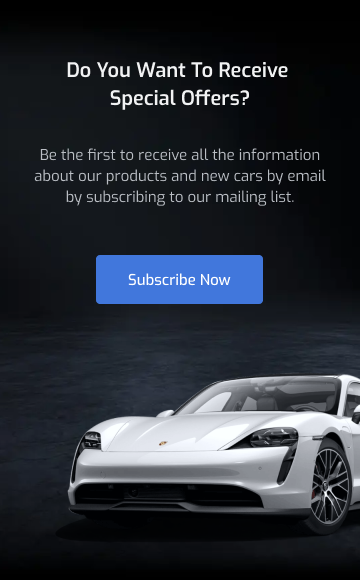 Do You Want To Receive
Special Offers?
Be the first to receive all the information
about our products and new cars by email
by subscribing to our mailing list.
Subscribe Now